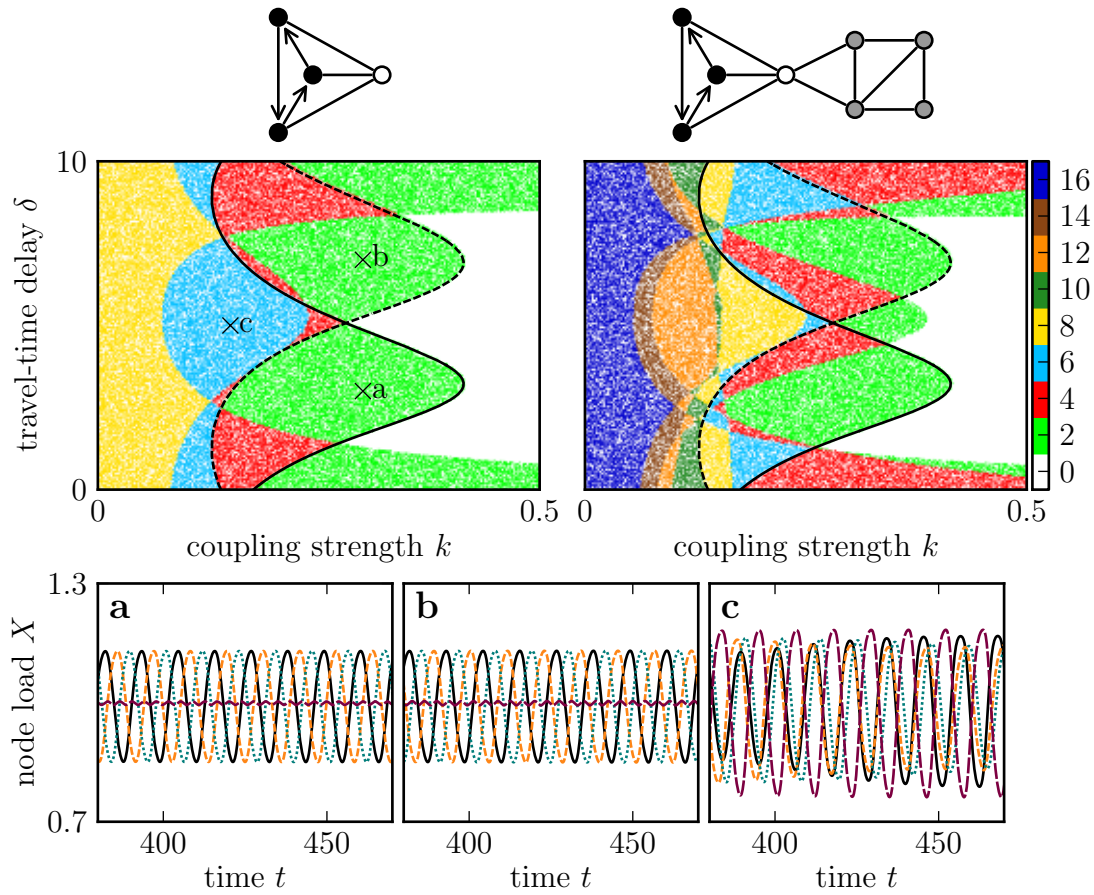 10
travel-time delay δ
0
0
0.5
coupling strength k
×b
×c
×a
0
0.5
coupling strength k
16
14
12
10
8
6
4
2
0
1.3
node load X
0.7
a
400
450
time t
b
400
450
time t
c
400
450
time t